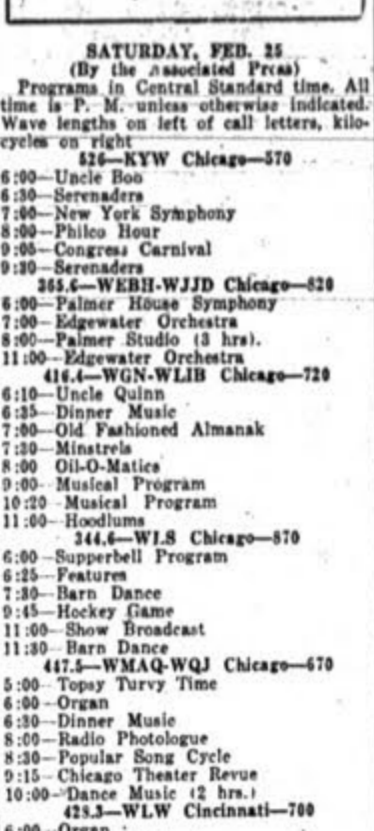 SATURDAY, FEB. 25
(By the Associated Press)
Programs in Central Standard time. All
time is P. M. unless otherwise indicated.
Wave lengths on left of call letters, kilo-
cycles on right
526—KYW Chicago—570
6:00—Uncle Bob
6:30—Serenaders
7:00—New York Symphony
8:00—Philco Hour
9:05—Congress Carnival
9:30—Serenaders
365.6—WEBH-WJJD Chicago—820
6:00—Palmer House Symphony
7:00—Edgewater Orchestra
8:00—Palmer Studio (3 hrs).
11:00—Edgewater Orchestra
416.4—WGN-WLIB Chicago—720
6:10—Uncle Quinn
6:35—Dinner Music
7:00—Old Fashioned Almanak
7:30—Minstrels
8:00 Oil-O-Matics
9:00—Musical Program
10:20—Musical Program
11:00—Hoodlums
344.6—WLS Chicago—870
6:00—Supperbell Program
6:25—Features
7:30—Barn Dance
9:45—Hockey Game
11:00—Show Broadcast
11:30—Barn Dance
447.5—WMAQ-WQJ Chicago—670
5:00—Topsy Turvy Time
6:00—Organ
6:30—Dinner Music
8:00—Radio Photologue
8:30—Popular Song Cycle
9:15—Chicago Theater Revue
10:00—Dance Music (2 hrs.)
428.3—WLW Cincinnati—700
6:00—Organ